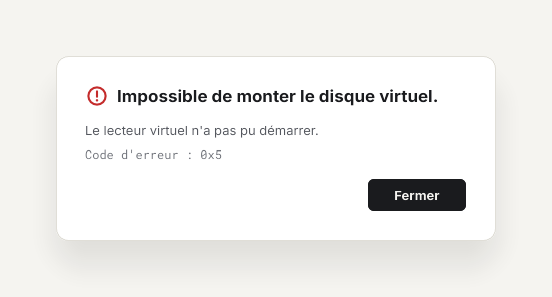 Impossible de monter le disque virtuel.
Le lecteur virtuel n'a pas pu démarrer.
Code d'erreur : 0x5
Fermer